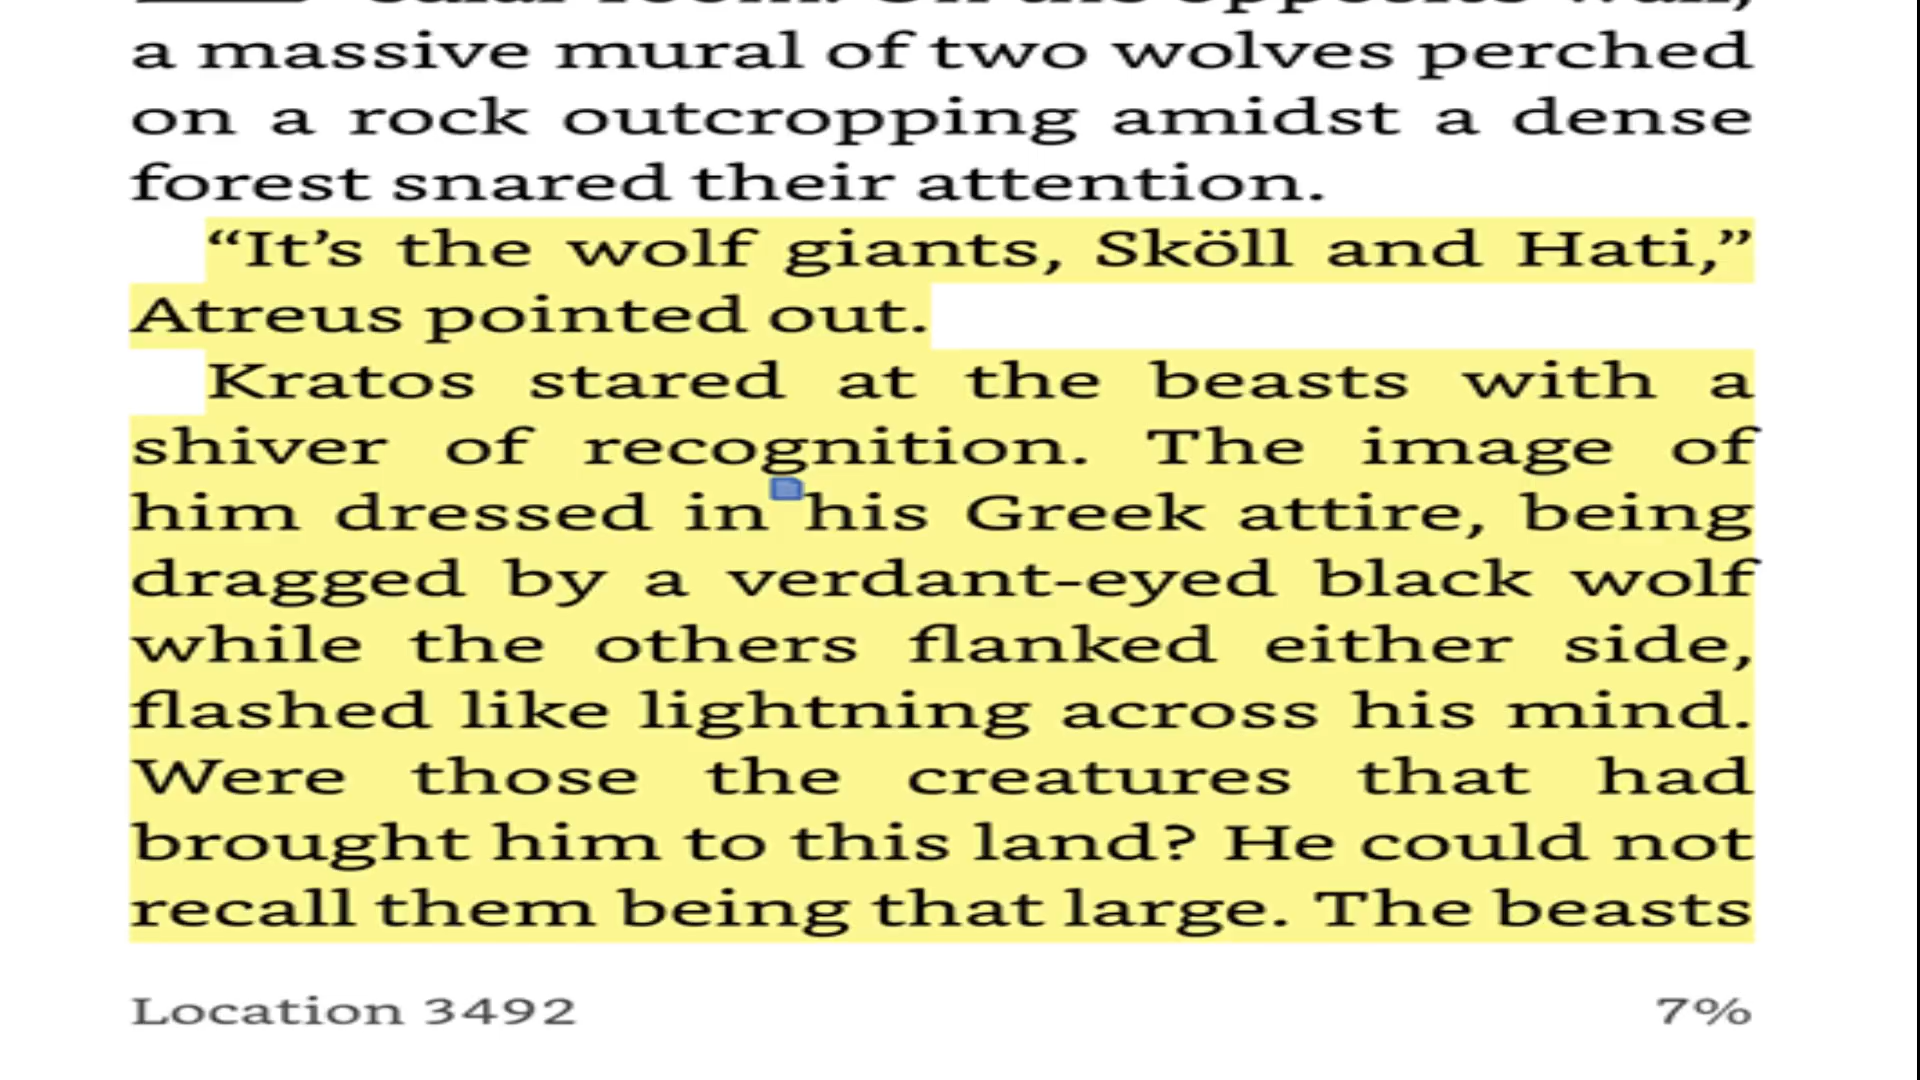 a massive mural of two wolves perched
on a rock outcropping amidst a dense
forest snared their attention.
“It’s the wolf giants, Sköll and Hati,”
Atreus pointed out.
Kratos stared at the beasts with a
shiver of recognition. The image of
him dressed in his Greek attire, being
dragged by a verdant-eyed black wolf
while the others flanked either side,
flashed like lightning across his mind.
Were those the creatures that had
brought him to this land? He could not
recall them being that large. The beasts
Location 3492
7%